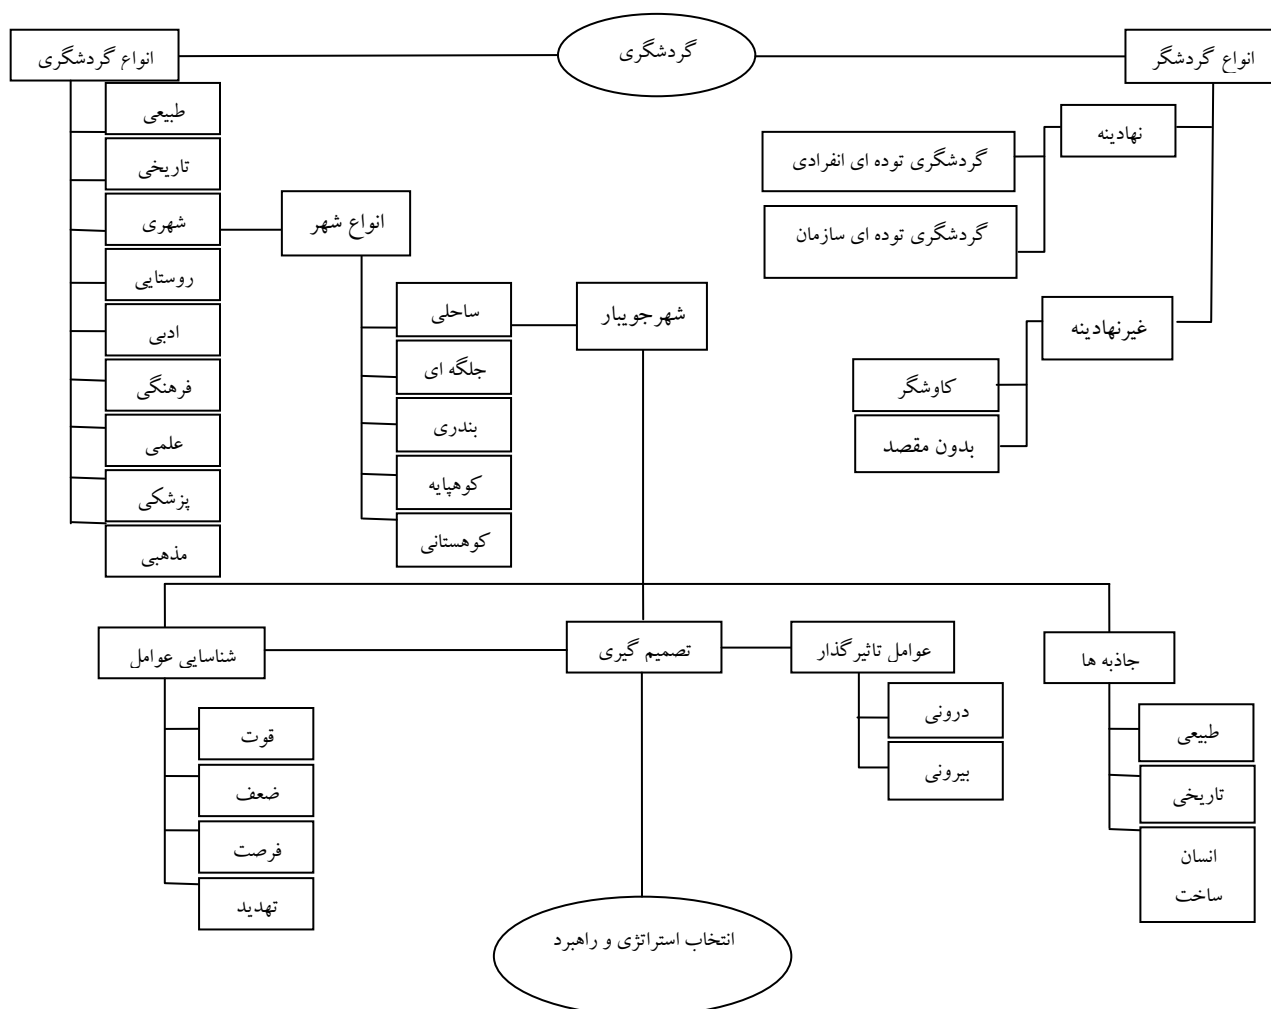 گردشگری
انواع گردشگر
نهادینه
گردشگری توده ای انفرادی
گردشگری توده ای سازمان
غیرنهادینه
کاوشگر
بدون مقصد
انواع گردشگری
طبیعی
تاریخی
شهری
روستایی
ادبی
فرهنگی
علمی
پزشکی
مذهبی
انواع شهر
ساحلی
جلگه ای
بندری
کوهپایه
کوهستانی
شهرجویبار
جاذبه ها
طبیعی
تاریخی
انسان
ساخت
عوامل تاثیرگذار
درونی
بیرونی
تصمیم گیری
شناسایی عوامل
قوت
ضعف
فرصت
تهدید
انتخاب استراتژی و راهبرد